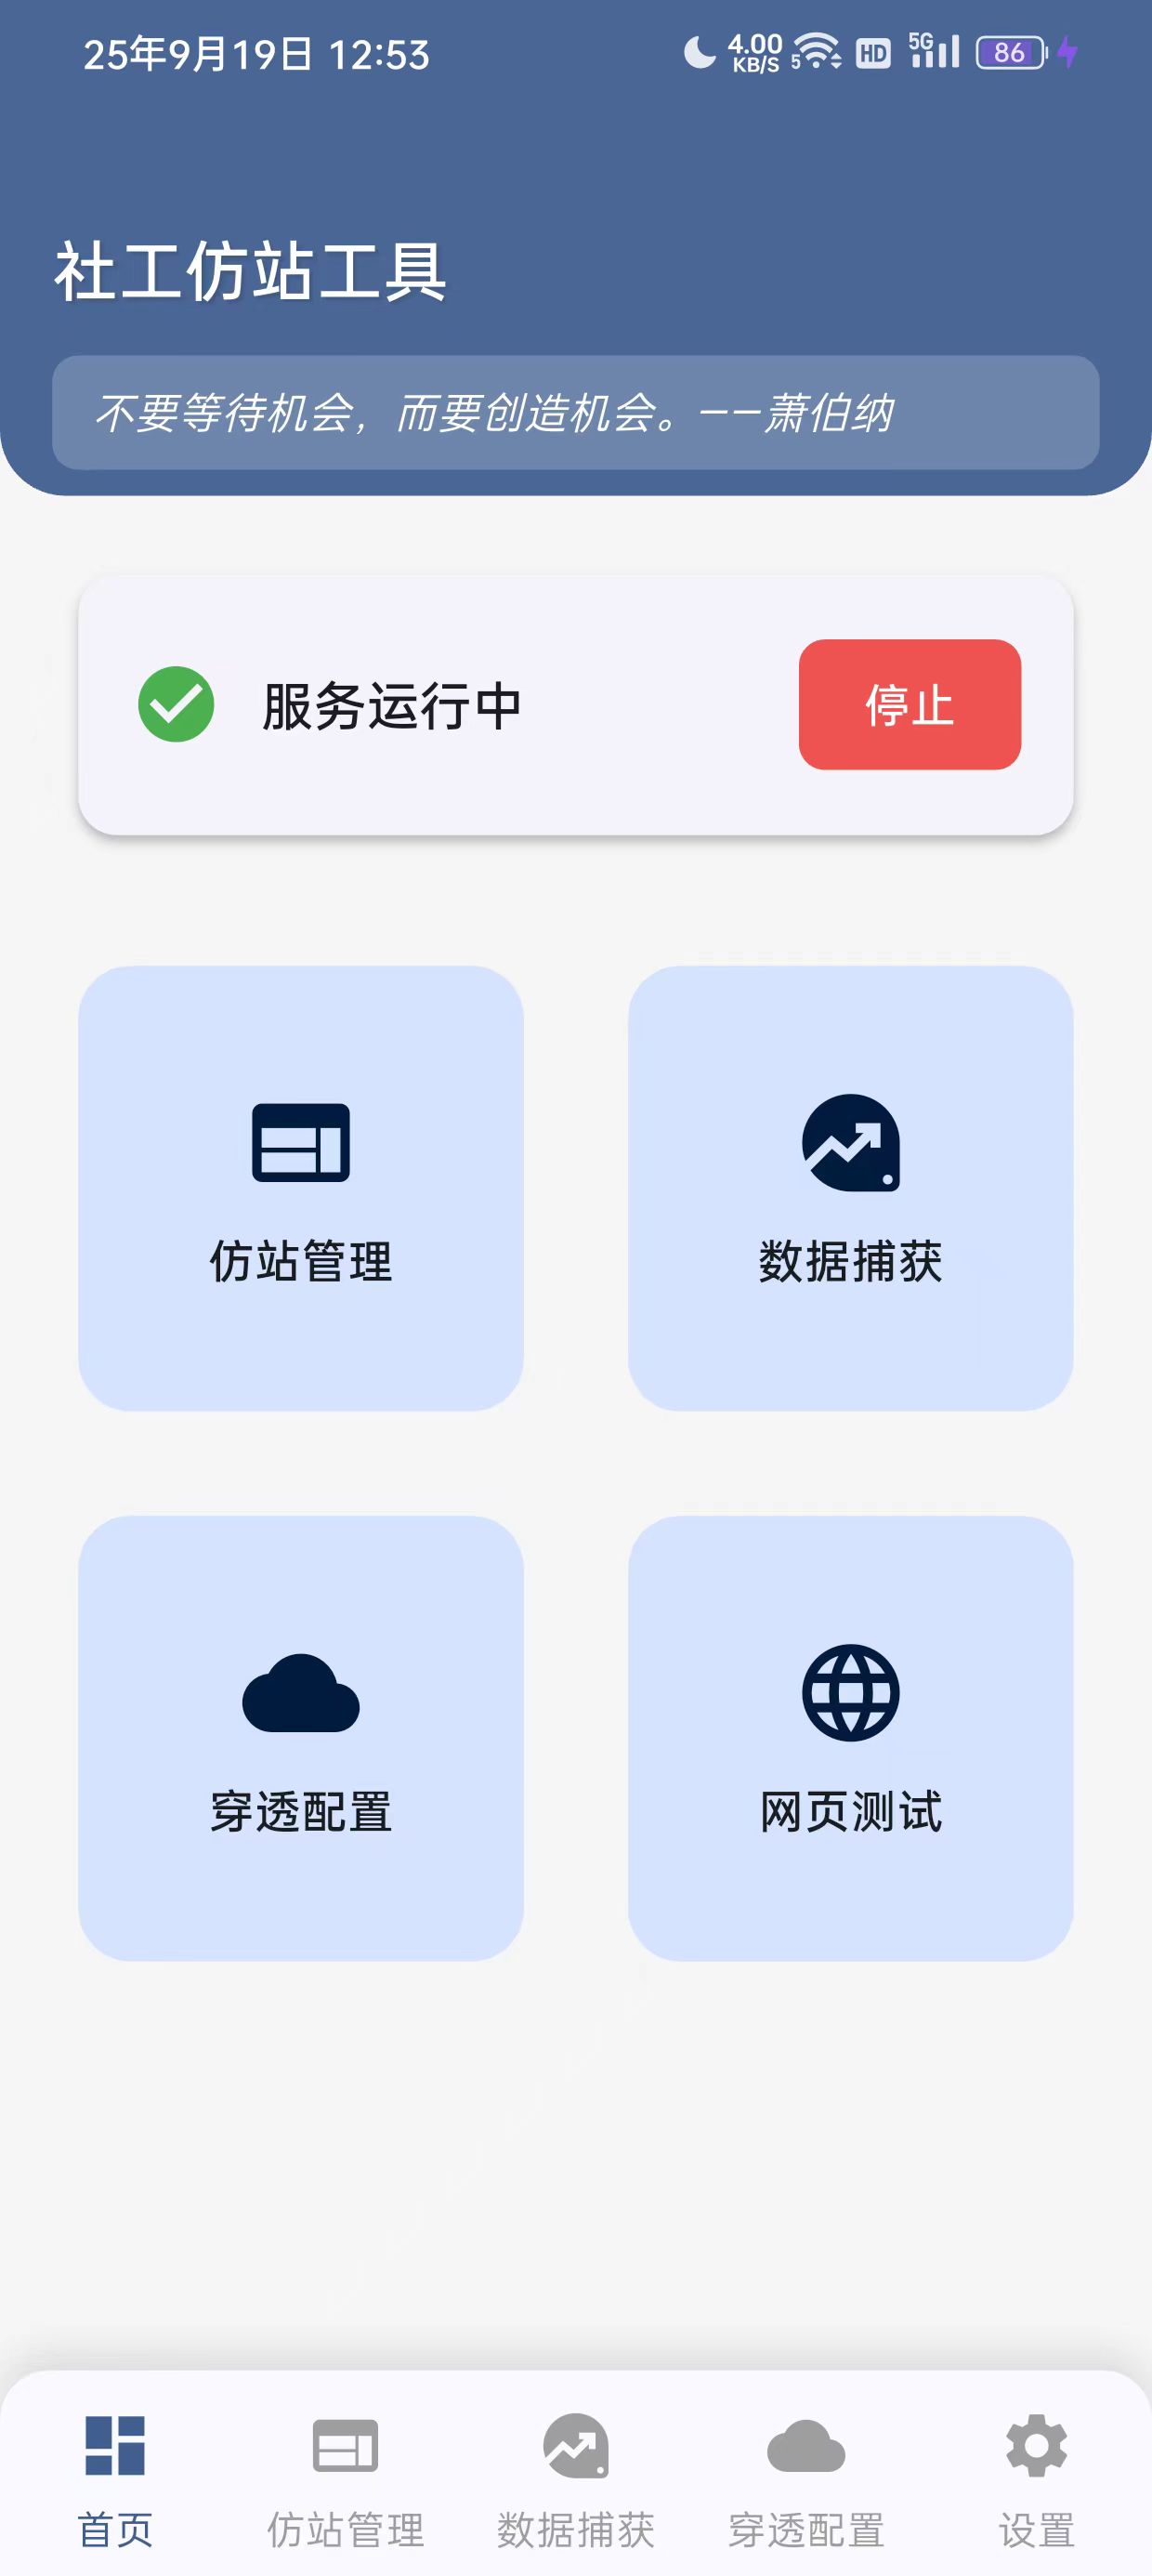 25年9月19日 12:53
4.00
KB/S
5
HD
5G
86
社工仿站工具
不要等待机会，而要创造机会。——萧伯纳
服务运行中
停止
仿站管理
数据捕获
穿透配置
网页测试
首页
仿站管理
数据捕获
穿透配置
设置